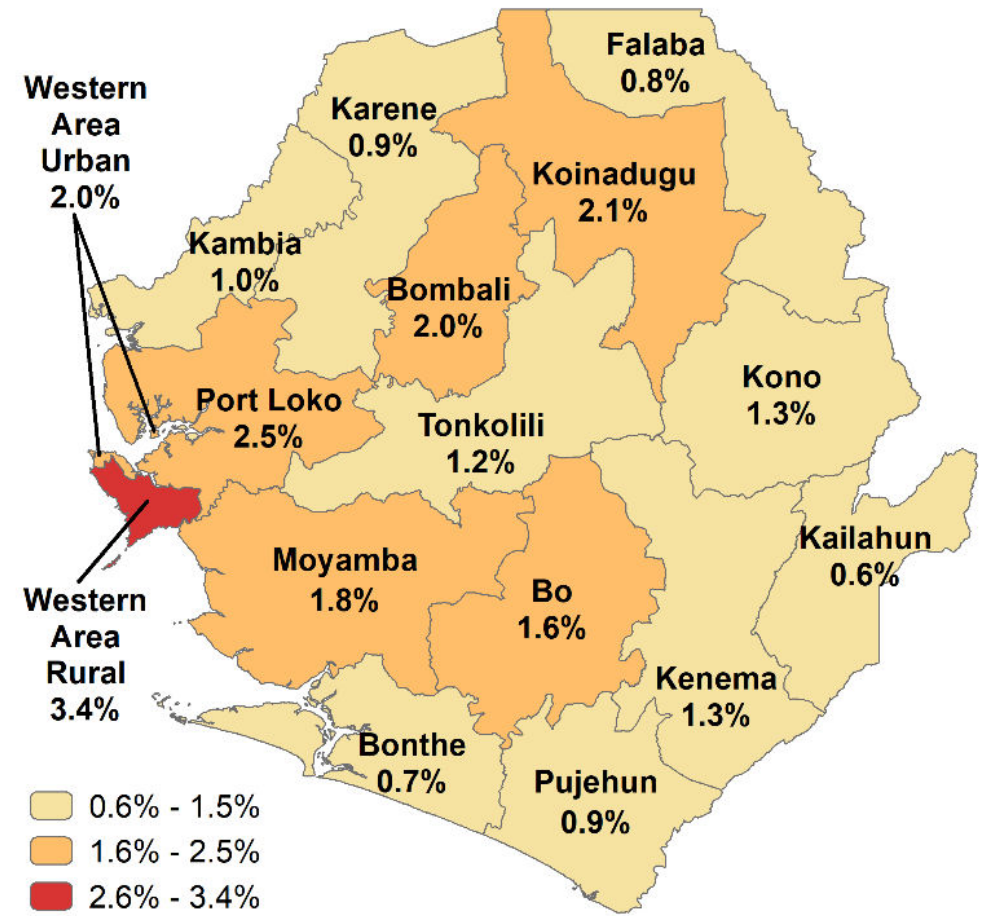 Falaba
0.8%
Western
Area
Urban
2.0%
Karene
0.9%
Koinadugu
2.1%
Kambia
1.0%
Bombali
2.0%
Port Loko
2.5%
Tonkolili
1.2%
Kono
1.3%
Kailahun
0.6%
Moyamba
1.8%
Bo
1.6%
Western
Area
Rural
3.4%
Kenema
1.3%
Bonthe
0.7%
Pujehun
0.9%
0.6% - 1.5%
1.6% - 2.5%
2.6% - 3.4%